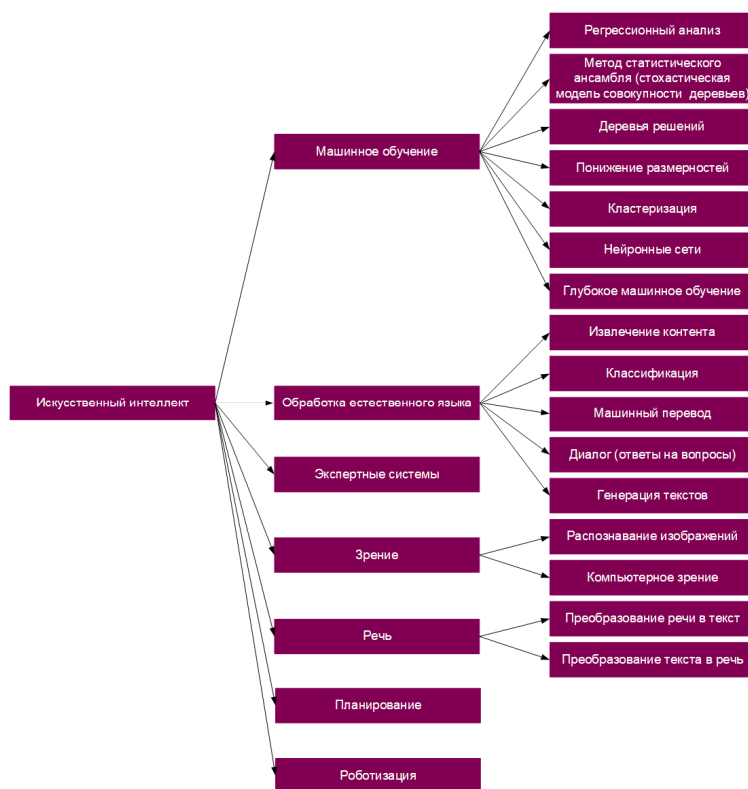 Искусственный интеллект
Машинное обучение
Регрессионный анализ
Метод статистического
ансамбля (стохастическая
модель совокупности деревьев)
Деревья решений
Понижение размерностей
Кластеризация
Нейронные сети
Глубокое машинное обучение
Обработка естественного языка
Извлечение контента
Классификация
Машинный перевод
Диалог (ответы на вопросы)
Генерация текстов
Экспертные системы
Зрение
Распознавание изображений
Компьютерное зрение
Речь
Преобразование речи в текст
Преобразование текста в речь
Планирование
Роботизация